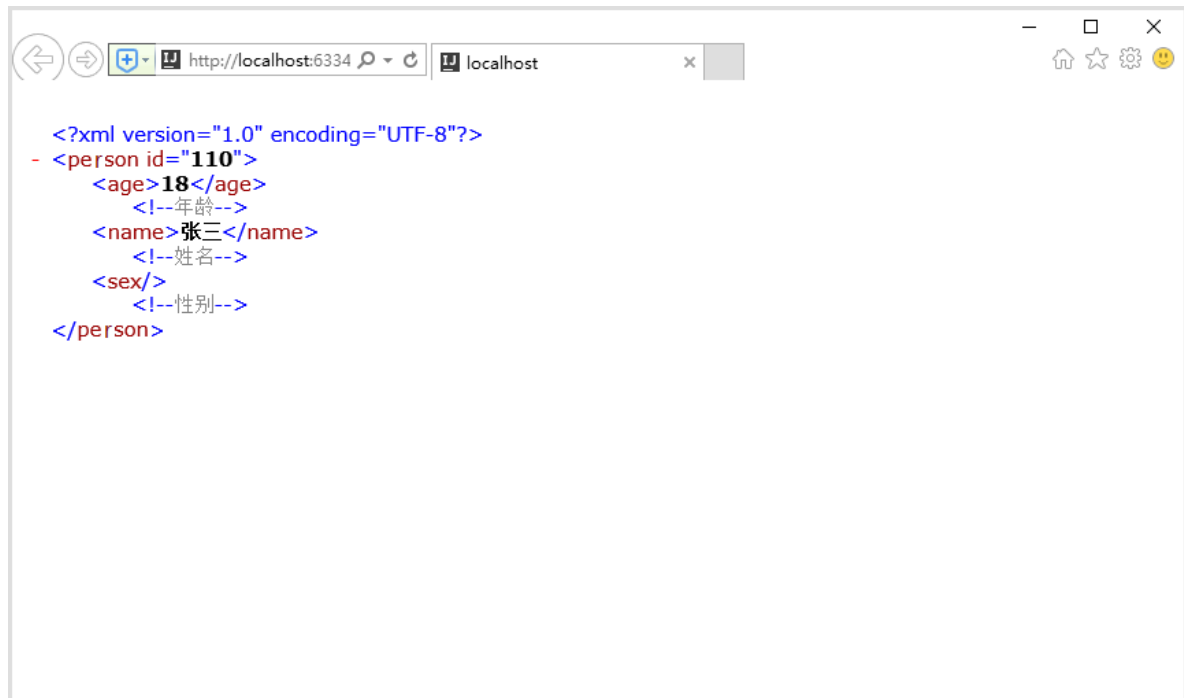 http://localhost:6334
localhost
<?xml version="1.0" encoding="UTF-8"?>
- <person id="110">
<age>18</age>
<!--年龄-->
<name>张三</name>
<!--姓名-->
<sex/>
<!--性别-->
</person>